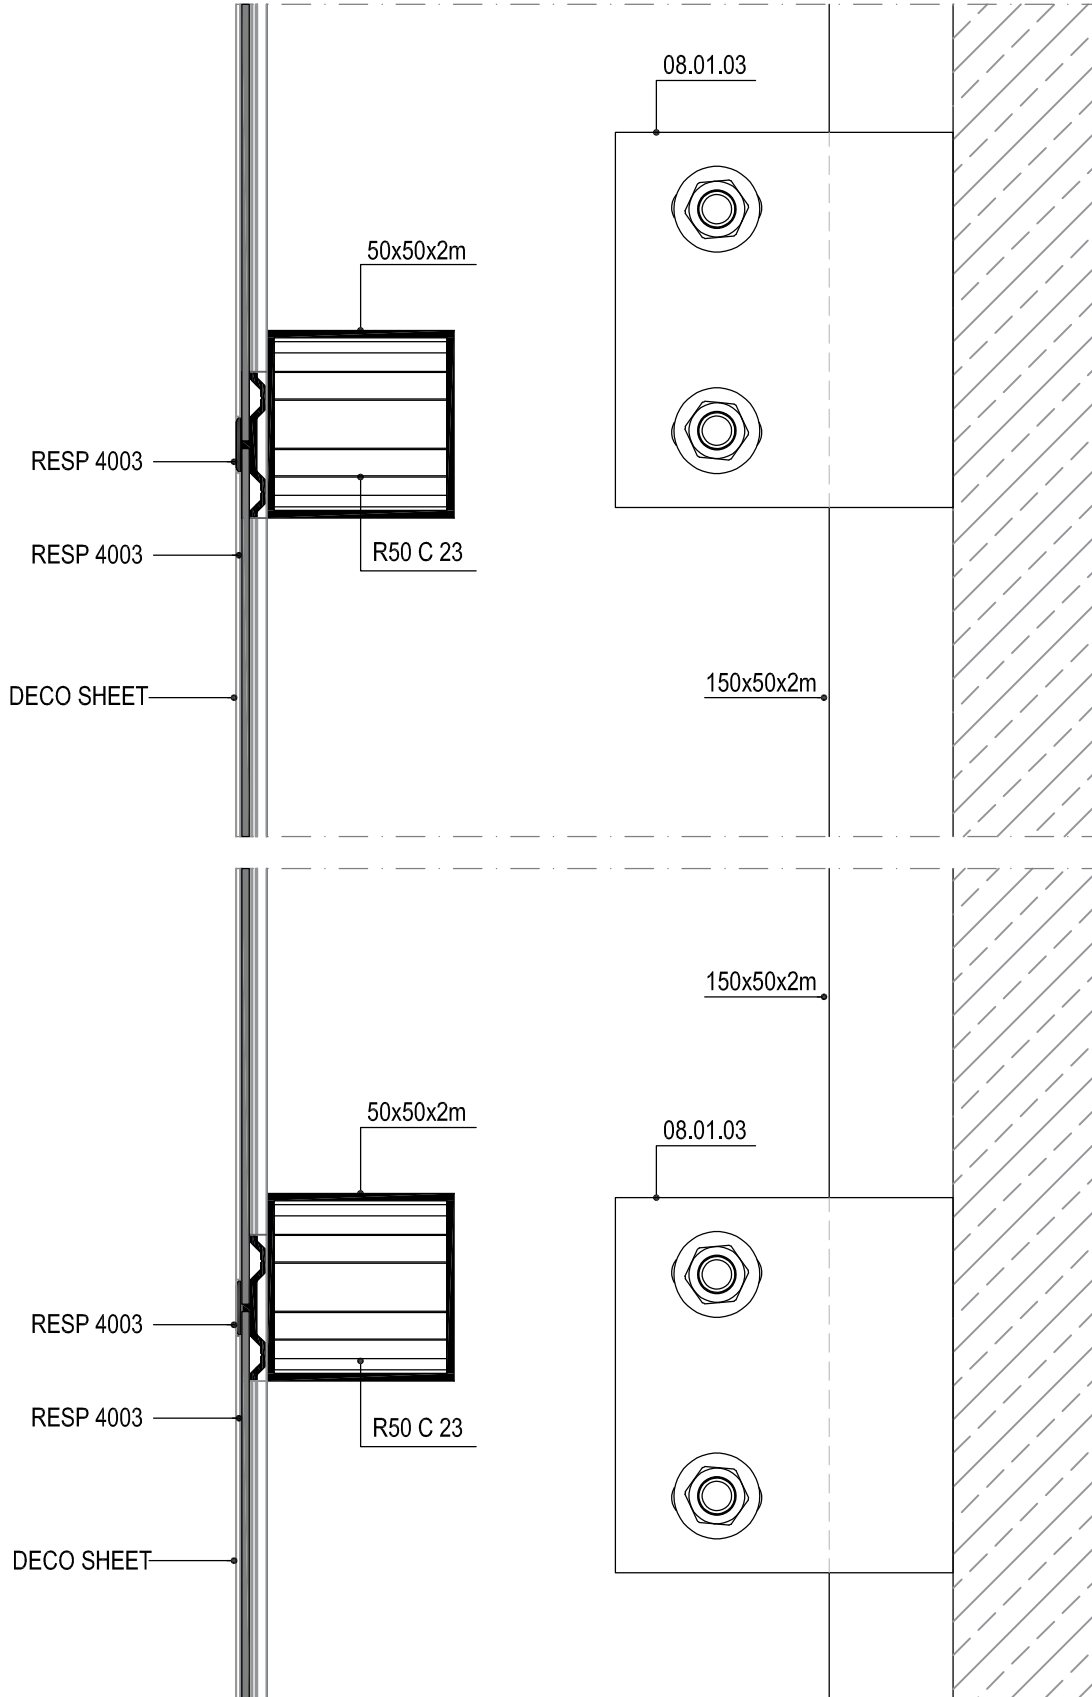 08.01.03
50x50x2m
RESP 4003
R50 C 23
RESP 4003
150x50x2m
DECO SHEET
150x50x2m
50x50x2m
08.01.03
RESP 4003
RESP 4003
R50 C 23
DECO SHEET